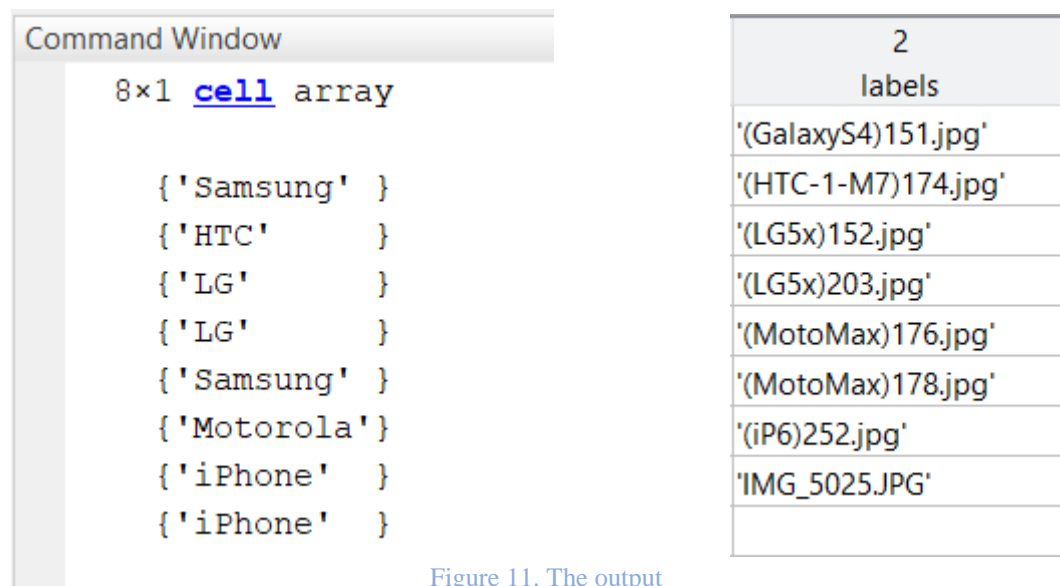 Command Window
8×1 cell array
{'Samsung' }
{'HTC'     }
{'LG'      }
{'LG'      }
{'Samsung' }
{'Motorola'}
{'iPhone'  }
{'iPhone'  }
2
labels
'(GalaxyS4)151.jpg'
'(HTC-1-M7)174.jpg'
'(LG5x)152.jpg'
'(LG5x)203.jpg'
'(MotoMax)176.jpg'
'(MotoMax)178.jpg'
'(iP6)252.jpg'
'IMG_5025.JPG'
Figure 11. The output